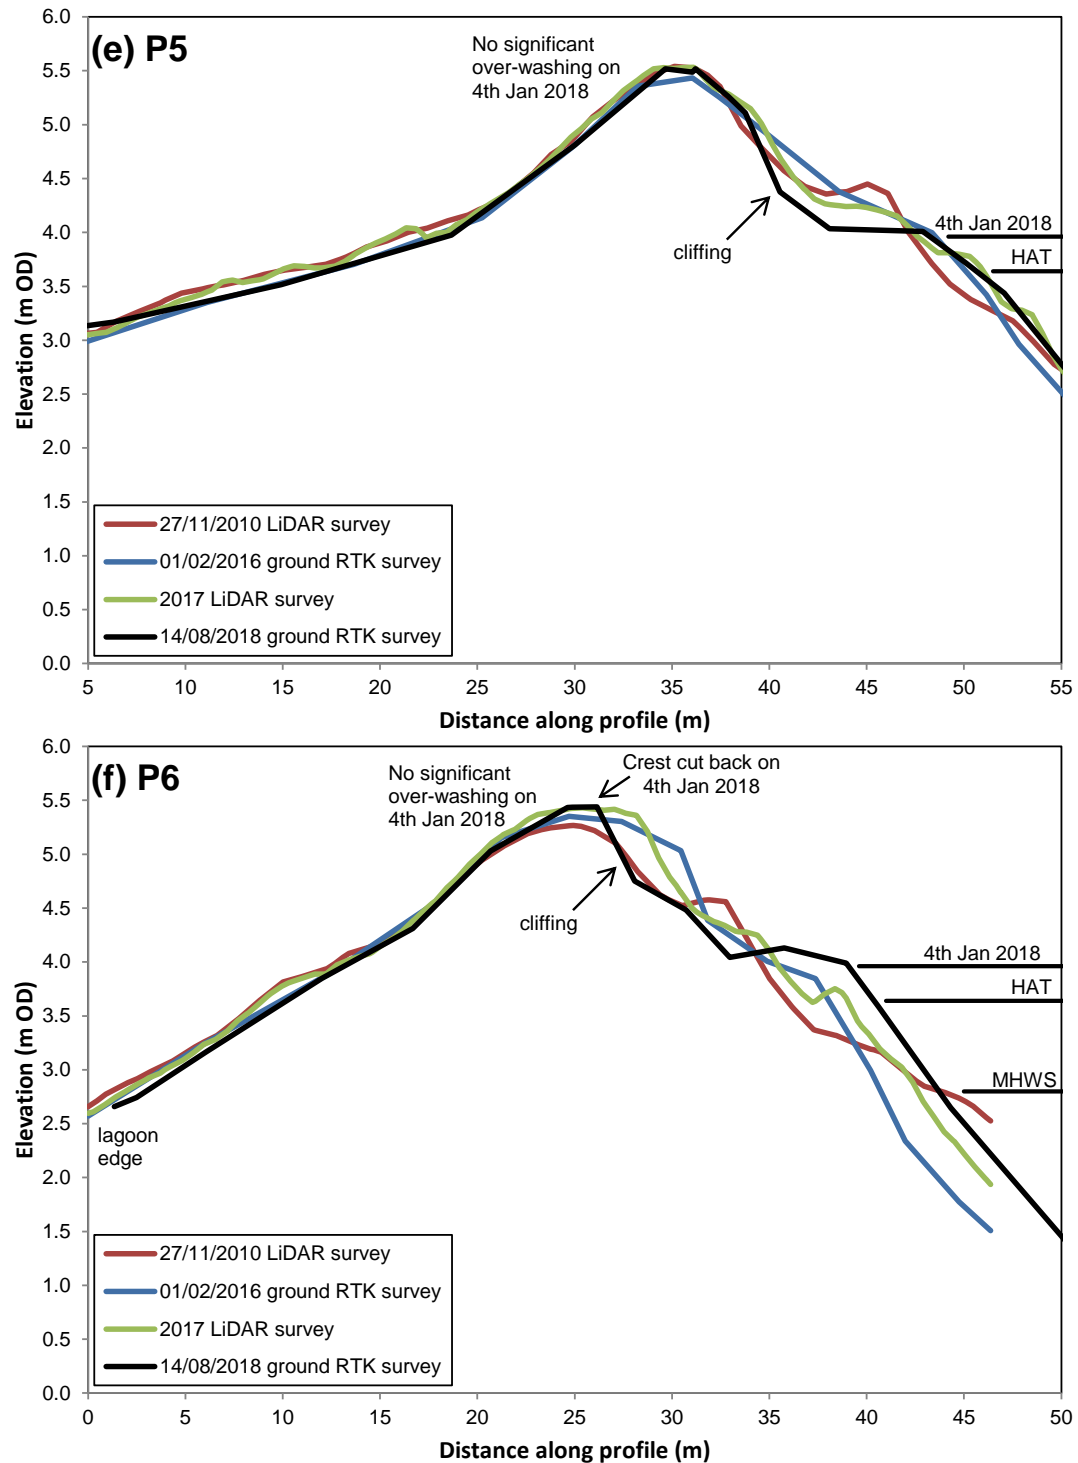 (e) P5
No significant
over-washing on
4th Jan 2018
cliffing
4th Jan 2018
HAT
Elevation (m OD)
6.0
5.5
5.0
4.5
4.0
3.5
3.0
2.5
2.0
1.5
1.0
0.5
0.0
27/11/2010 LiDAR survey
01/02/2016 ground RTK survey
2017 LiDAR survey
14/08/2018 ground RTK survey
5 10 15 20 25 30 35 40 45 50 55
Distance along profile (m)
(f) P6
No significant
over-washing on
4th Jan 2018
Crest cut back on
4th Jan 2018
cliffing
4th Jan 2018
HAT
MHWS
lagoon
edge
Elevation (m OD)
6.0
5.5
5.0
4.5
4.0
3.5
3.0
2.5
2.0
1.5
1.0
0.5
0.0
27/11/2010 LiDAR survey
01/02/2016 ground RTK survey
2017 LiDAR survey
14/08/2018 ground RTK survey
0 5 10 15 20 25 30 35 40 45 50
Distance along profile (m)